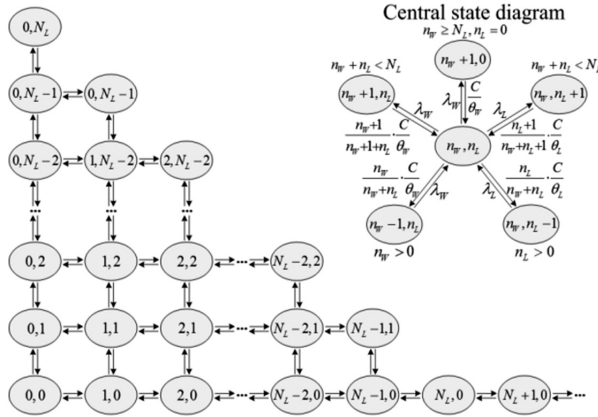 Central state diagram
n_W ≥ N_L, n_L = 0
n_W + 1, 0
n_W + n_L < N_L
n_W + n_L < N_L
n_W + 1, n_L
n_W, n_L + 1
λ_W
C/θ_W
λ_W
λ_L
(n_W + 1)/(n_W + 1 + n_L) · C/θ_W
(n_L + 1)/(n_W + n_L + 1) · C/θ_L
n_W, n_L
n_W/(n_W + n_L) · C/θ_W
λ_W
λ_L
n_L/(n_W + n_L) · C/θ_L
n_W − 1, n_L
n_W, n_L − 1
n_W > 0
n_L > 0
0, N_L
0, N_L − 1
0, N_L − 1
0, N_L − 2
1, N_L − 2
2, N_L − 2
... ... ...
0, 2
1, 2
2, 2
...
N_L − 2, 2
0, 1
1, 1
2, 1
...
N_L − 2, 1
N_L − 1, 1
0, 0
1, 0
2, 0
...
N_L − 2, 0
N_L − 1, 0
N_L, 0
N_L + 1, 0
...